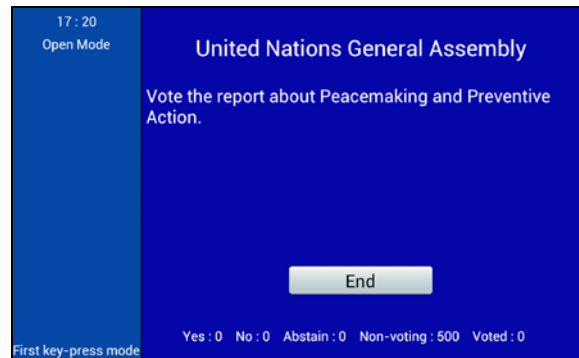 17 : 20
Open Mode
United Nations General Assembly
Vote the report about Peacemaking and Preventive
Action.
End
Yes : 0 No : 0 Abstain : 0 Non-voting : 500 Voted : 0
First key-press mode